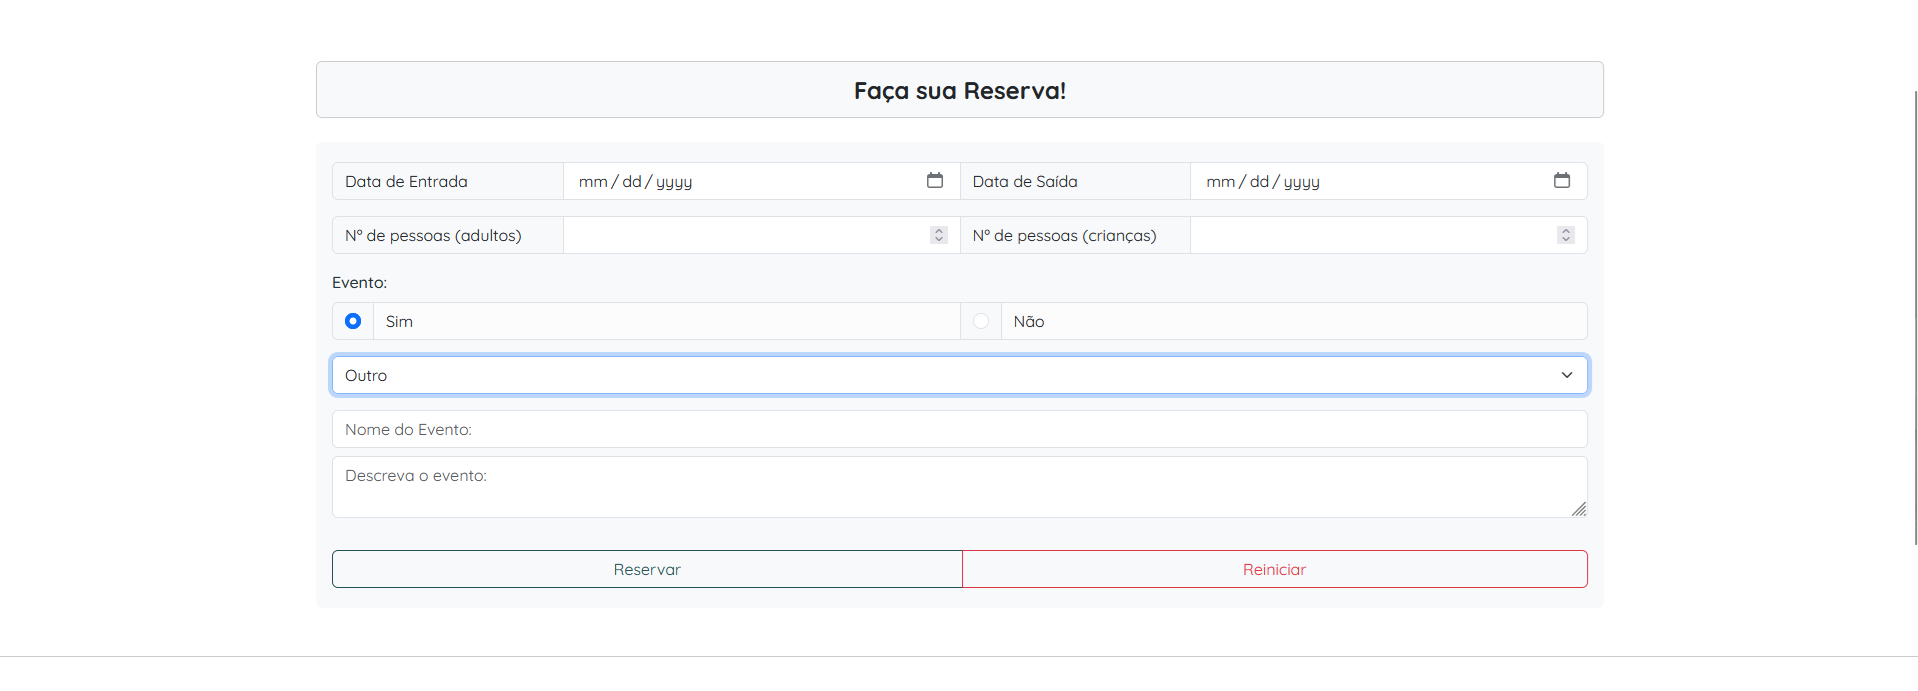 Faça sua Reserva!
Data de Entrada mm/dd/yyyy Data de Saída mm/dd/yyyy
Nº de pessoas (adultos) Nº de pessoas (crianças)
Evento:
Sim Não
Outro
Nome do Evento:
Descreva o evento:
Reservar Reiniciar